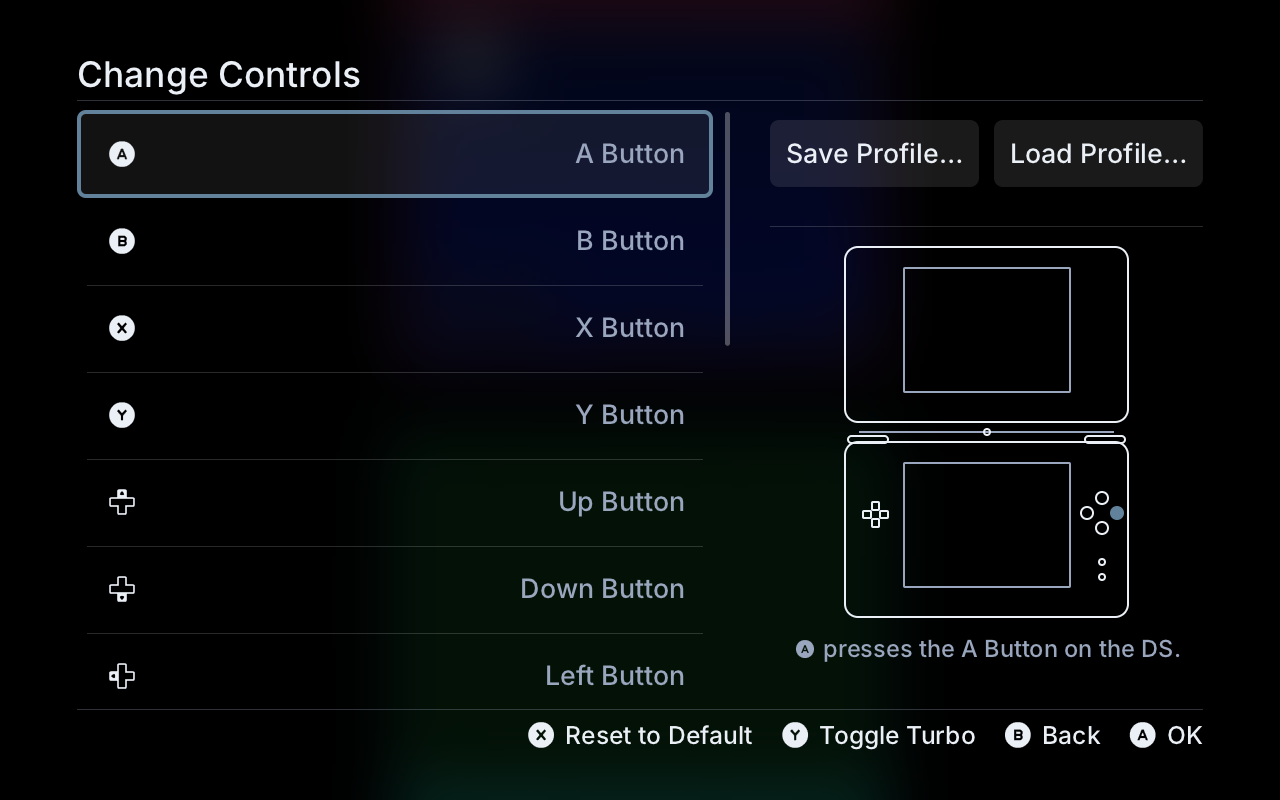 Change Controls
A A Button
B B Button
X X Button
Y Y Button
Up Button
Down Button
Left Button
Save Profile... Load Profile...
A presses the A Button on the DS.
X Reset to Default Y Toggle Turbo B Back A OK